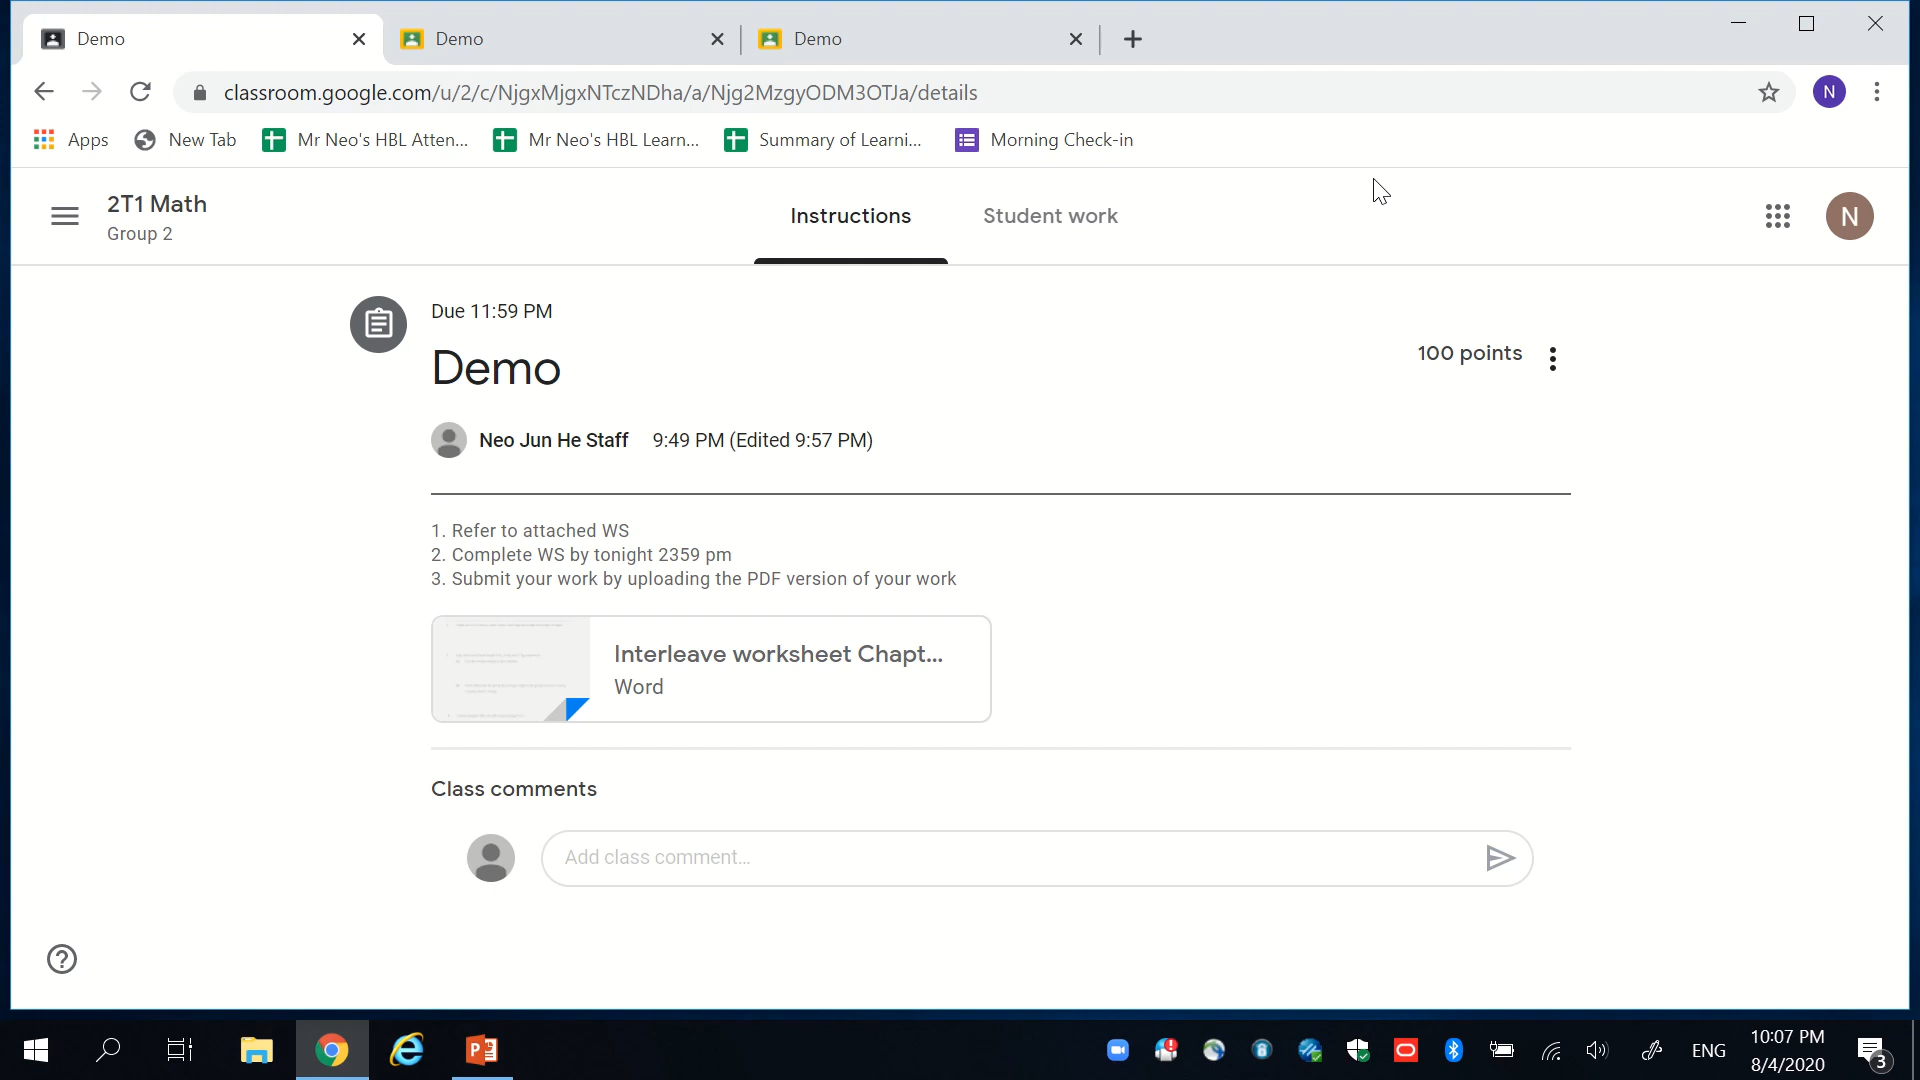 Demo
Demo
Demo
classroom.google.com/u/2/c/NjgxMjgxNTczNDha/a/Njg2MzgyODM3OTJa/details
N
Apps
New Tab
Mr Neo's HBL Atten...
Mr Neo's HBL Learn...
Summary of Learni...
Morning Check-in
2T1 Math
Group 2
Instructions
Student work
N
Due 11:59 PM
Demo
100 points
Neo Jun He Staff 9:49 PM (Edited 9:57 PM)
1. Refer to attached WS
2. Complete WS by tonight 2359 pm
3. Submit your work by uploading the PDF version of your work
Interleave worksheet Chapt...
Word
Class comments
Add class comment...
ENG
10:07 PM
8/4/2020
3